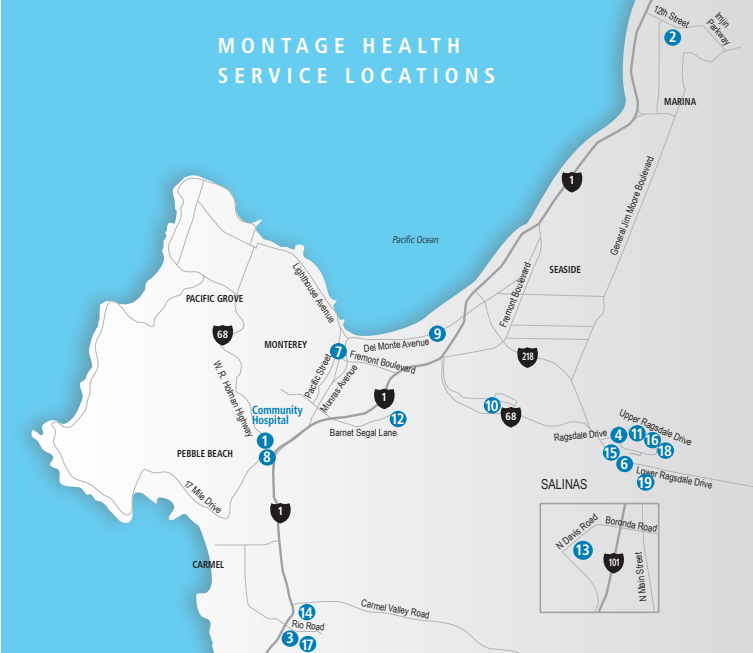 MONTAGE HEALTH
SERVICE LOCATIONS
12th Street
Imjin
Parkway
2
MARINA
1
General Jim Moore Boulevard
Pacific Ocean
SEASIDE
Lighthouse Avenue
Fremont Boulevard
PACIFIC GROVE
68
MONTEREY
7
Del Monte Avenue
9
Fremont Boulevard
218
Pacific Street
Munras Avenue
W. R. Holman Highway
1
10
68
Community
Hospital
12
Barnet Segal Lane
Upper Ragsdale Drive
Ragsdale Drive
4
11
16
18
1
8
PEBBLE BEACH
15
6
Lower Ragsdale Drive
19
17 Mile Drive
SALINAS
1
N Davis Road
Boronda Road
13
101
N Main Street
CARMEL
14
Carmel Valley Road
Rio Road
3
17